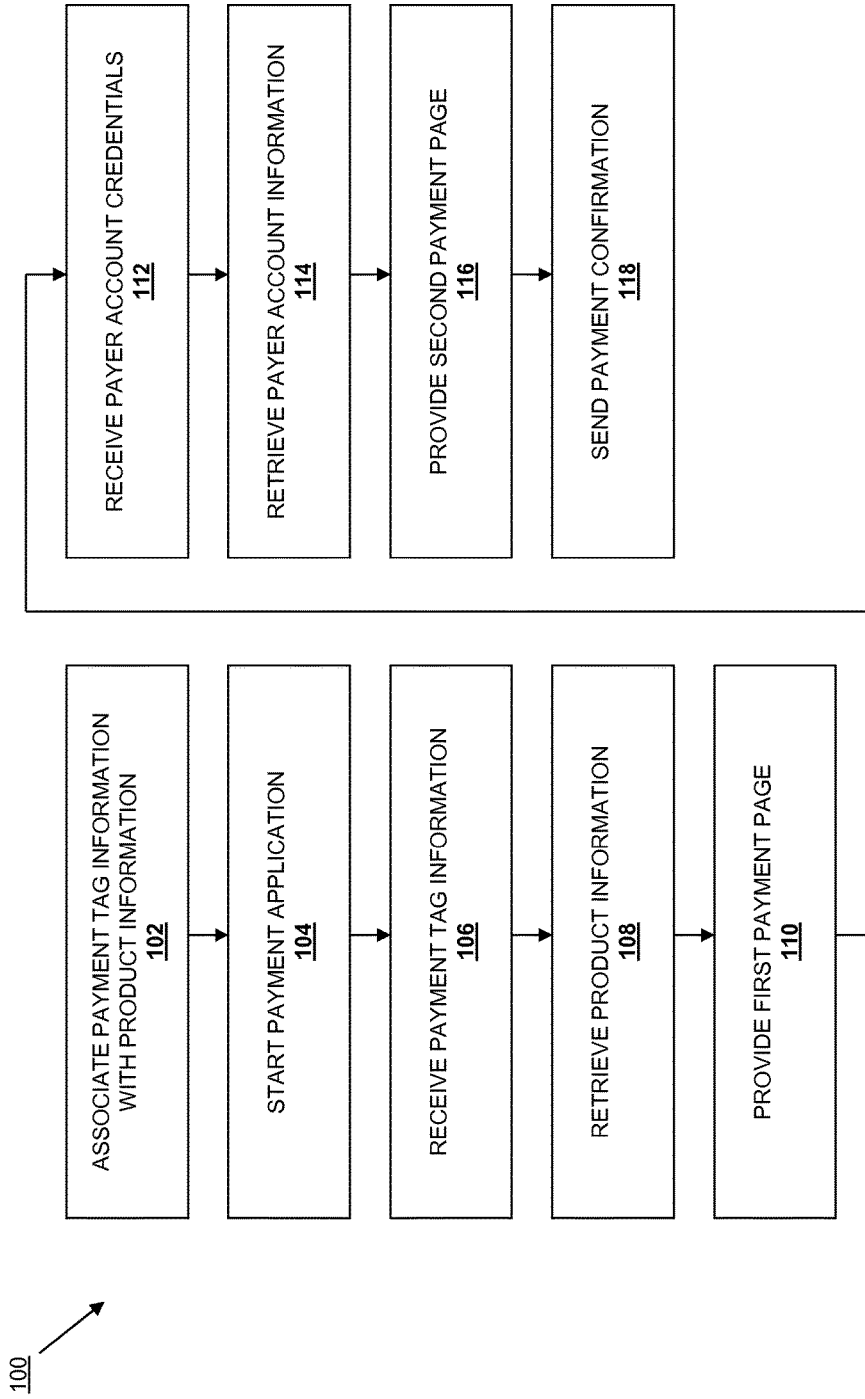 100
ASSOCIATE PAYMENT TAG INFORMATION
WITH PRODUCT INFORMATION
102
START PAYMENT APPLICATION
104
RECEIVE PAYMENT TAG INFORMATION
106
RETRIEVE PRODUCT INFORMATION
108
PROVIDE FIRST PAYMENT PAGE
110
RECEIVE PAYER ACCOUNT CREDENTIALS
112
RETRIEVE PAYER ACCOUNT INFORMATION
114
PROVIDE SECOND PAYMENT PAGE
116
SEND PAYMENT CONFIRMATION
118